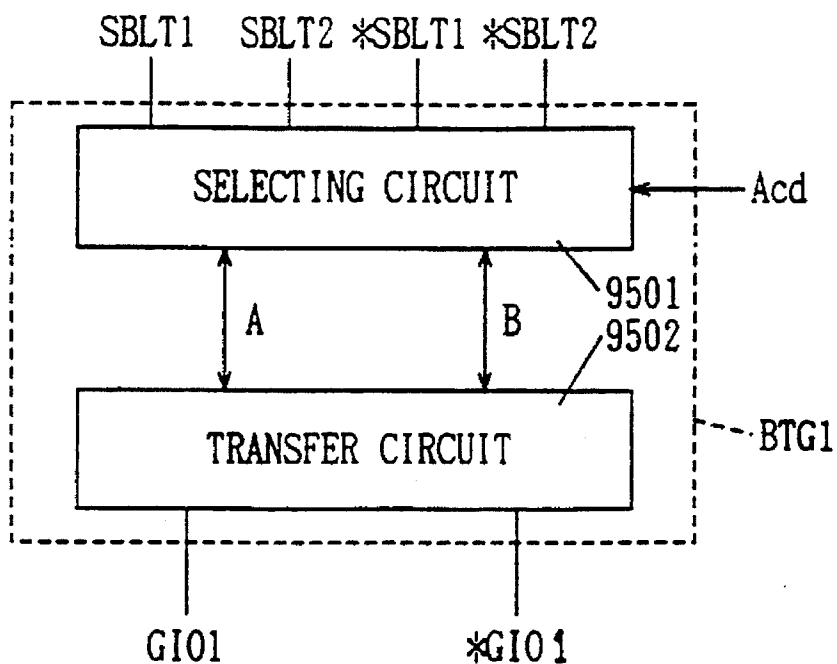 SBLT1 SBLT2 *SBLT1 *SBLT2
SELECTING CIRCUIT
Acd
9501
A B
9502
TRANSFER CIRCUIT
BTG1
GIO1 *GIO1